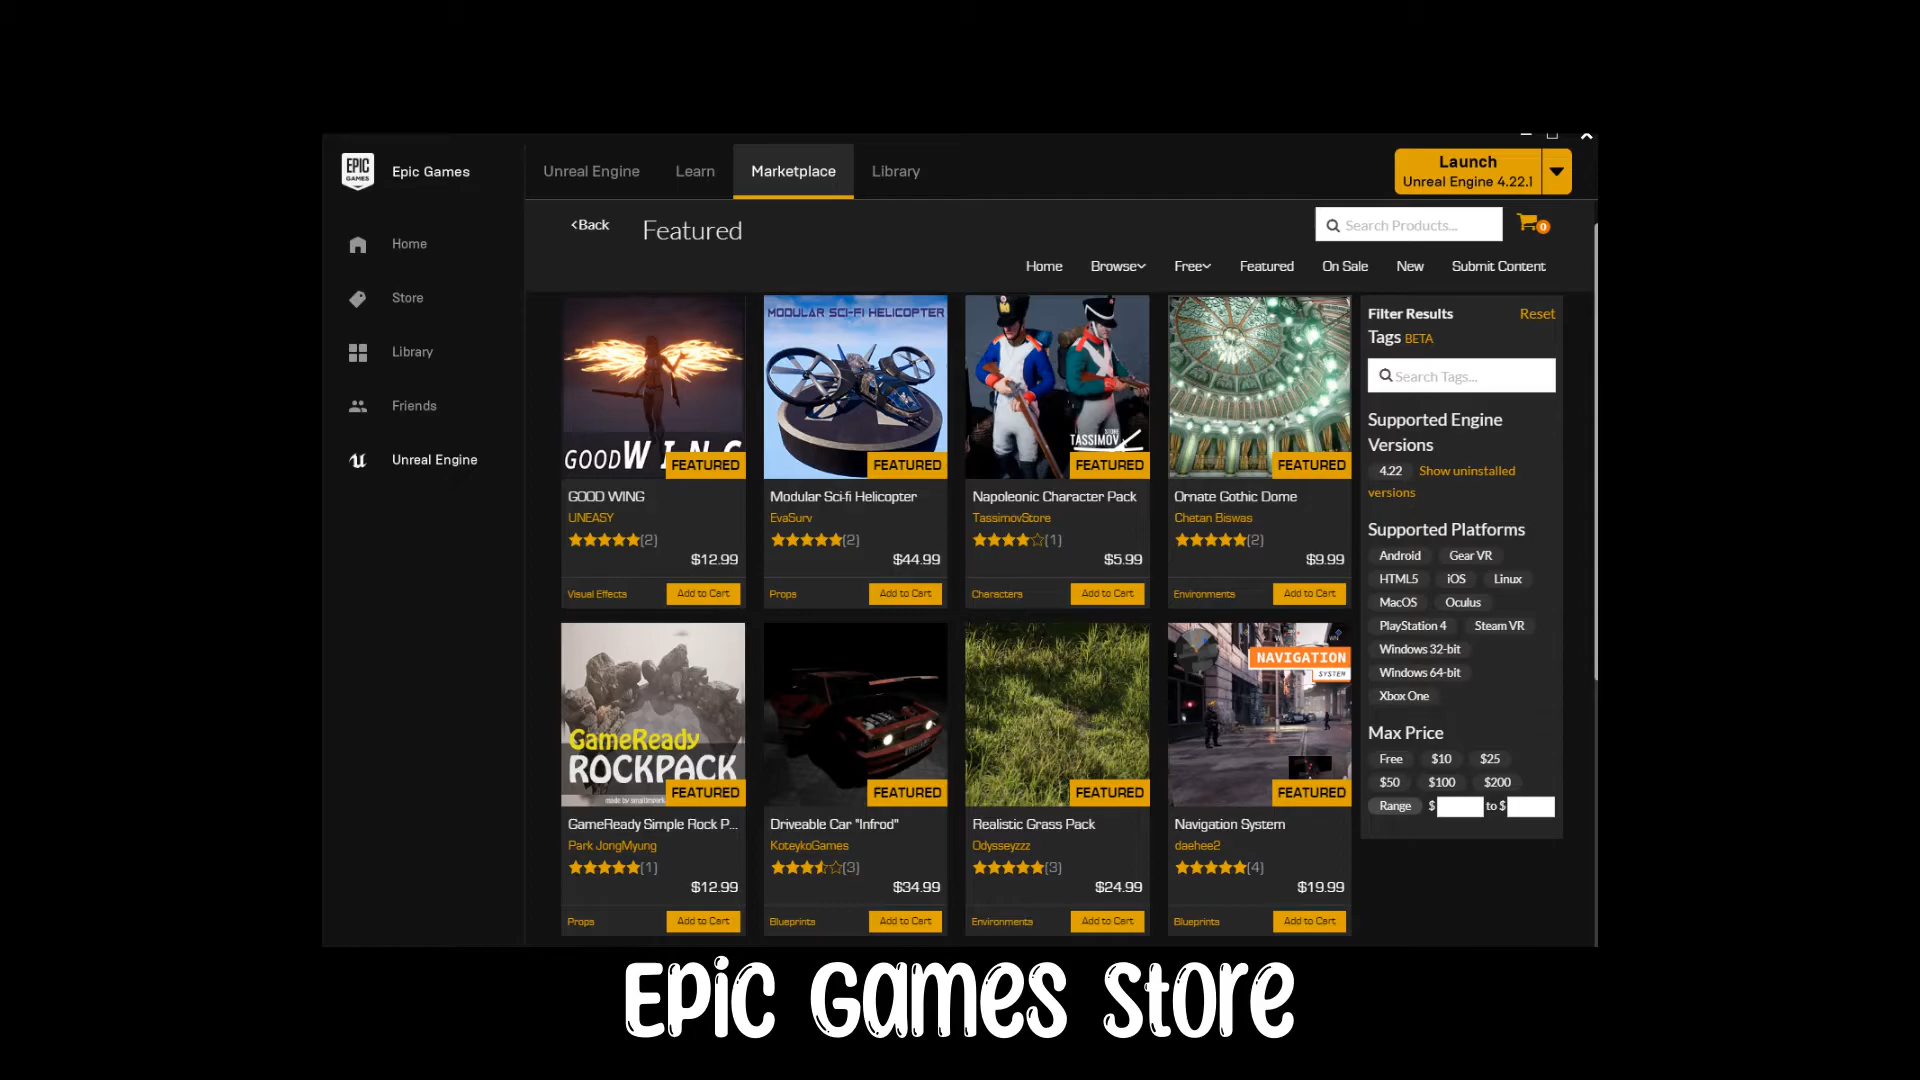 EPIC GAMES
Epic Games
Unreal Engine
Learn
Marketplace
Library
Launch
Unreal Engine 4.22.1
Home
Store
Library
Friends
Unreal Engine
<Back
Featured
Search Products...
0
Home
Browse
Free
Featured
On Sale
New
Submit Content
GOODWING
FEATURED
GOOD WING
UNEASY
(2)
$12.99
Visual Effects
Add to Cart
MODULAR SCI-FI HELICOPTER
FEATURED
Modular Sci-fi Helicopter
EvaSurv
(2)
$44.99
Props
Add to Cart
TASSIMOV
STORE
FEATURED
Napoleonic Character Pack
TassimovStore
(1)
$5.99
Characters
Add to Cart
FEATURED
Ornate Gothic Dome
Chetan Biswas
(2)
$9.99
Environments
Add to Cart
GameReady
ROCKPACK
FEATURED
GameReady Simple Rock P...
Park JongMyung
(1)
$12.99
Props
Add to Cart
FEATURED
Driveable Car "Infrod"
KoteykoGames
(3)
$34.99
Blueprints
Add to Cart
FEATURED
Realistic Grass Pack
Odysseyzzz
(3)
$24.99
Environments
Add to Cart
NAVIGATION
SYSTEM
FEATURED
Navigation System
daehee2
(4)
$19.99
Blueprints
Add to Cart
Filter Results
Reset
Tags BETA
Search Tags...
Supported Engine
Versions
4.22 Show uninstalled
versions
Supported Platforms
Android Gear VR
HTML5 iOS Linux
MacOS Oculus
PlayStation 4 Steam VR
Windows 32-bit
Windows 64-bit
Xbox One
Max Price
Free $10 $25
$50 $100 $200
Range $ to $
Epic Games Store